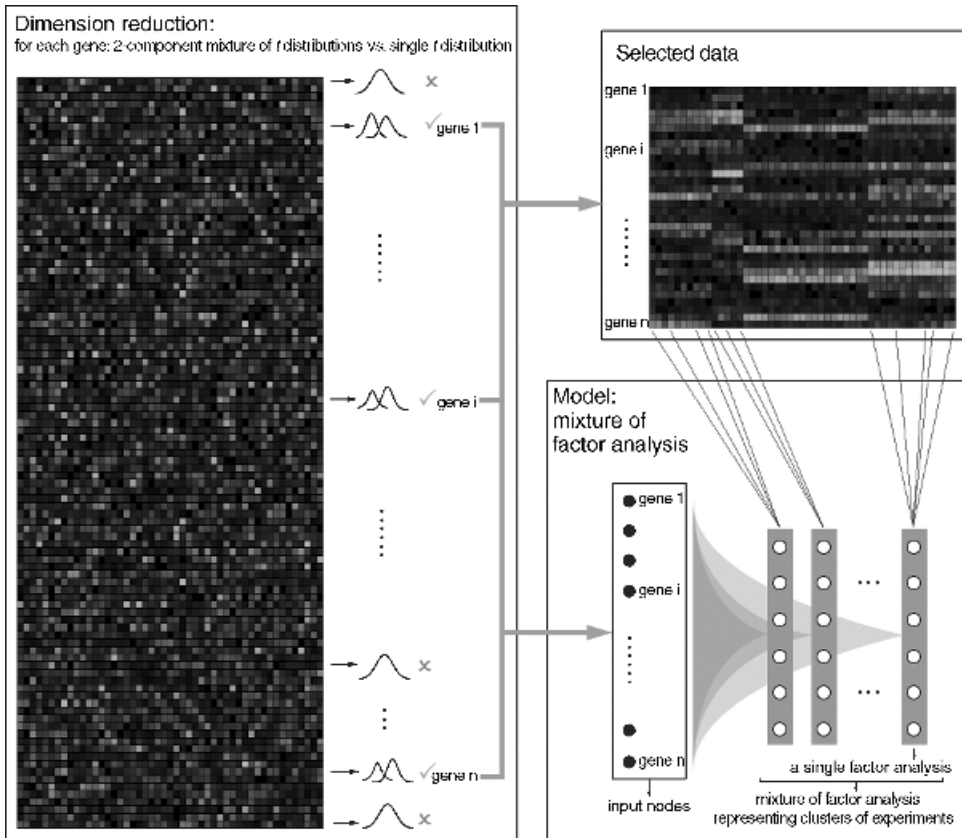 Dimension reduction:
for each gene: 2-component mixture of t distributions vs. single t distribution
gene 1
gene i
gene n
Selected data
gene 1
gene i
gene n
Model:
mixture of
factor analysis
gene 1
gene i
gene n
input nodes
a single factor analysis
mixture of factor analysis
representing clusters of experiments